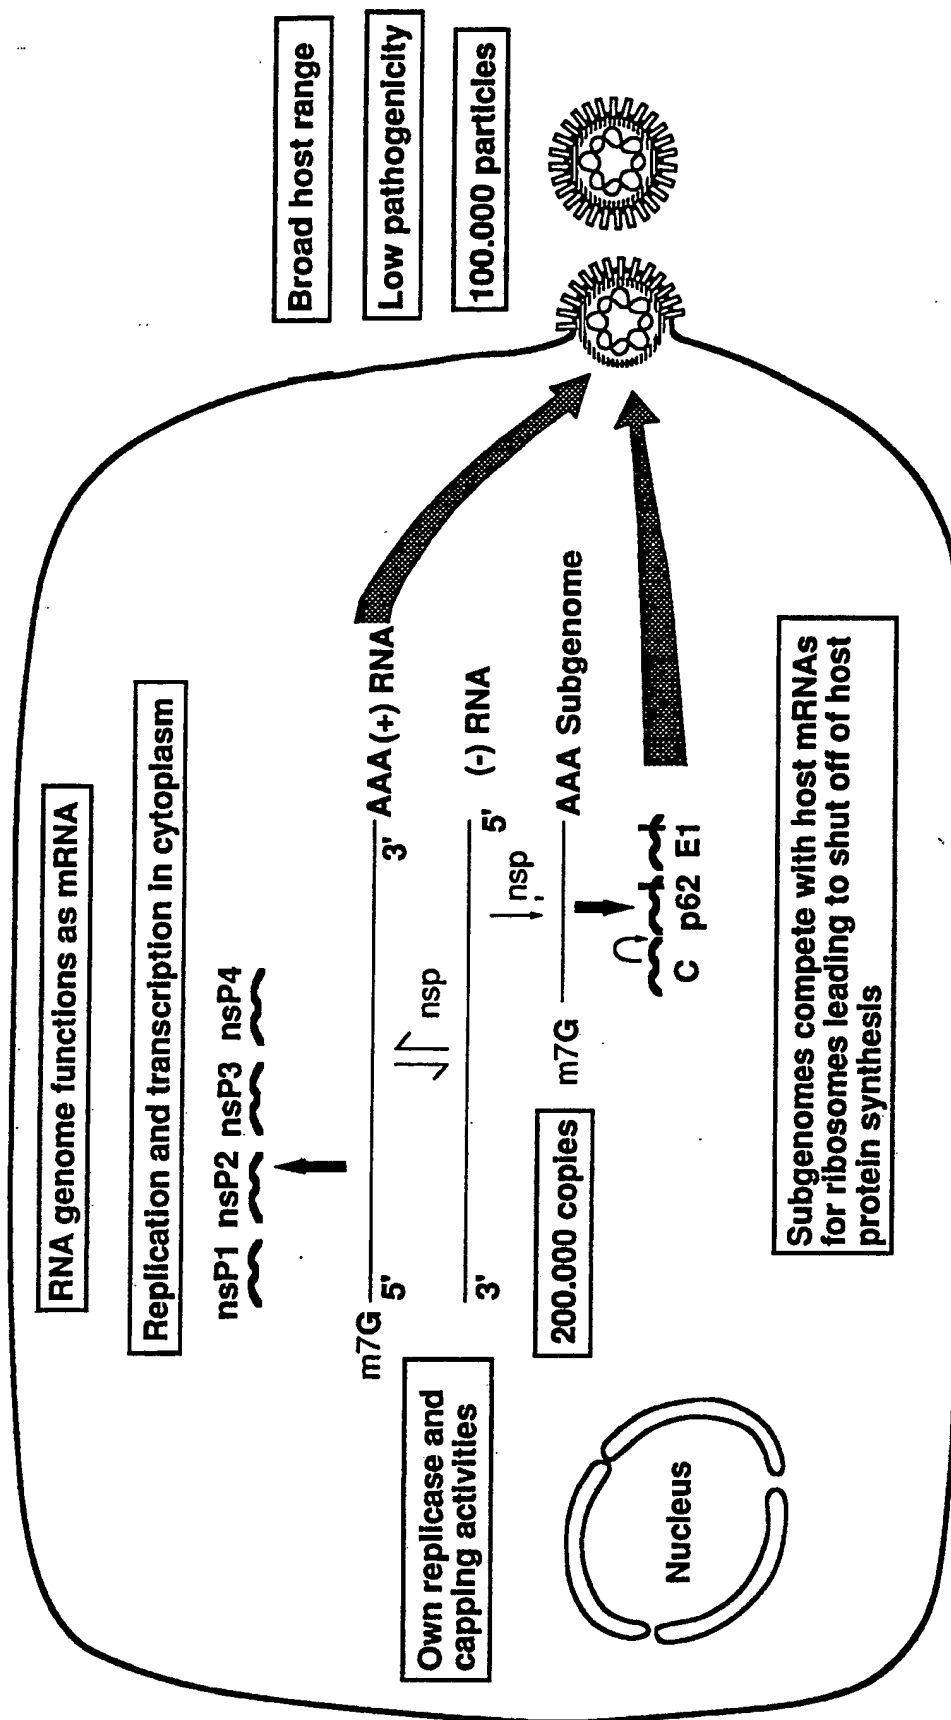 RNA genome functions as mRNA
Replication and transcription in cytoplasm
nsP1 nsP2 nsP3 nsP4
m7G
5'
3'
AAA (+) RNA
nsp
3'
5'
(-) RNA
nsp
Own replicase and
capping activities
200.000 copies
m7G
AAA Subgenome
C p62 E1
Nucleus
Subgenomes compete with host mRNAs
for ribosomes leading to shut off of host
protein synthesis
Broad host range
Low pathogenicity
100.000 particles